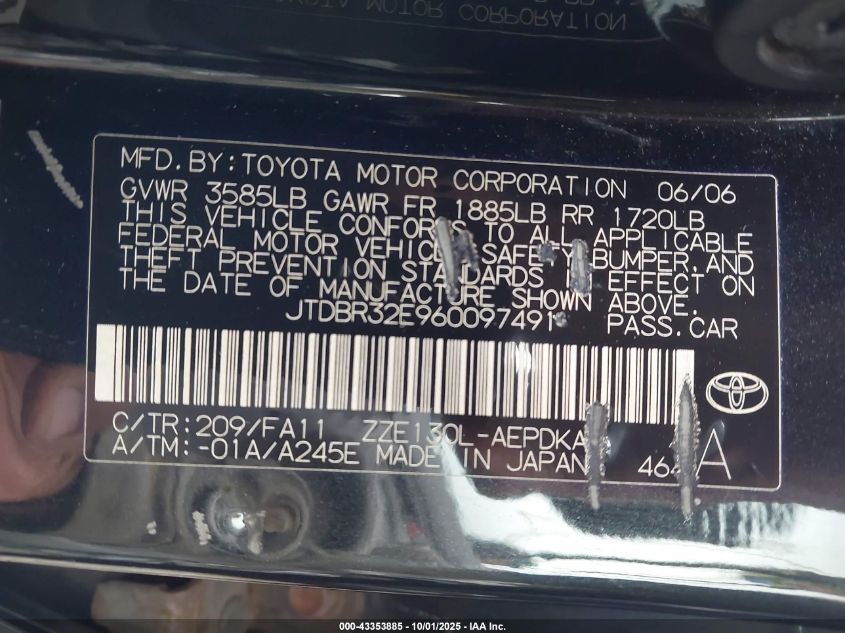 MFD.BY:TOYOTA MOTOR CORPORATION 06/06
GVWR 3585LB GAWR FR 1885LB RR 1720LB
THIS VEHICLE CONFORMS TO ALL APPLICABLE
FEDERAL MOTOR VEHICLE SAFETY,BUMPER,AND
THEFT PREVENTION STANDARDS IN EFFECT ON
THE DATE OF MANUFACTURE SHOWN ABOVE.
JTDBR32E960097491 PASS.CAR
C/TR:209/FA11 ZZE130L-AEPDKA
A/TM:-01A/A245E MADE IN JAPAN A
000-43353885 - 10/01/2025 - IAA Inc.